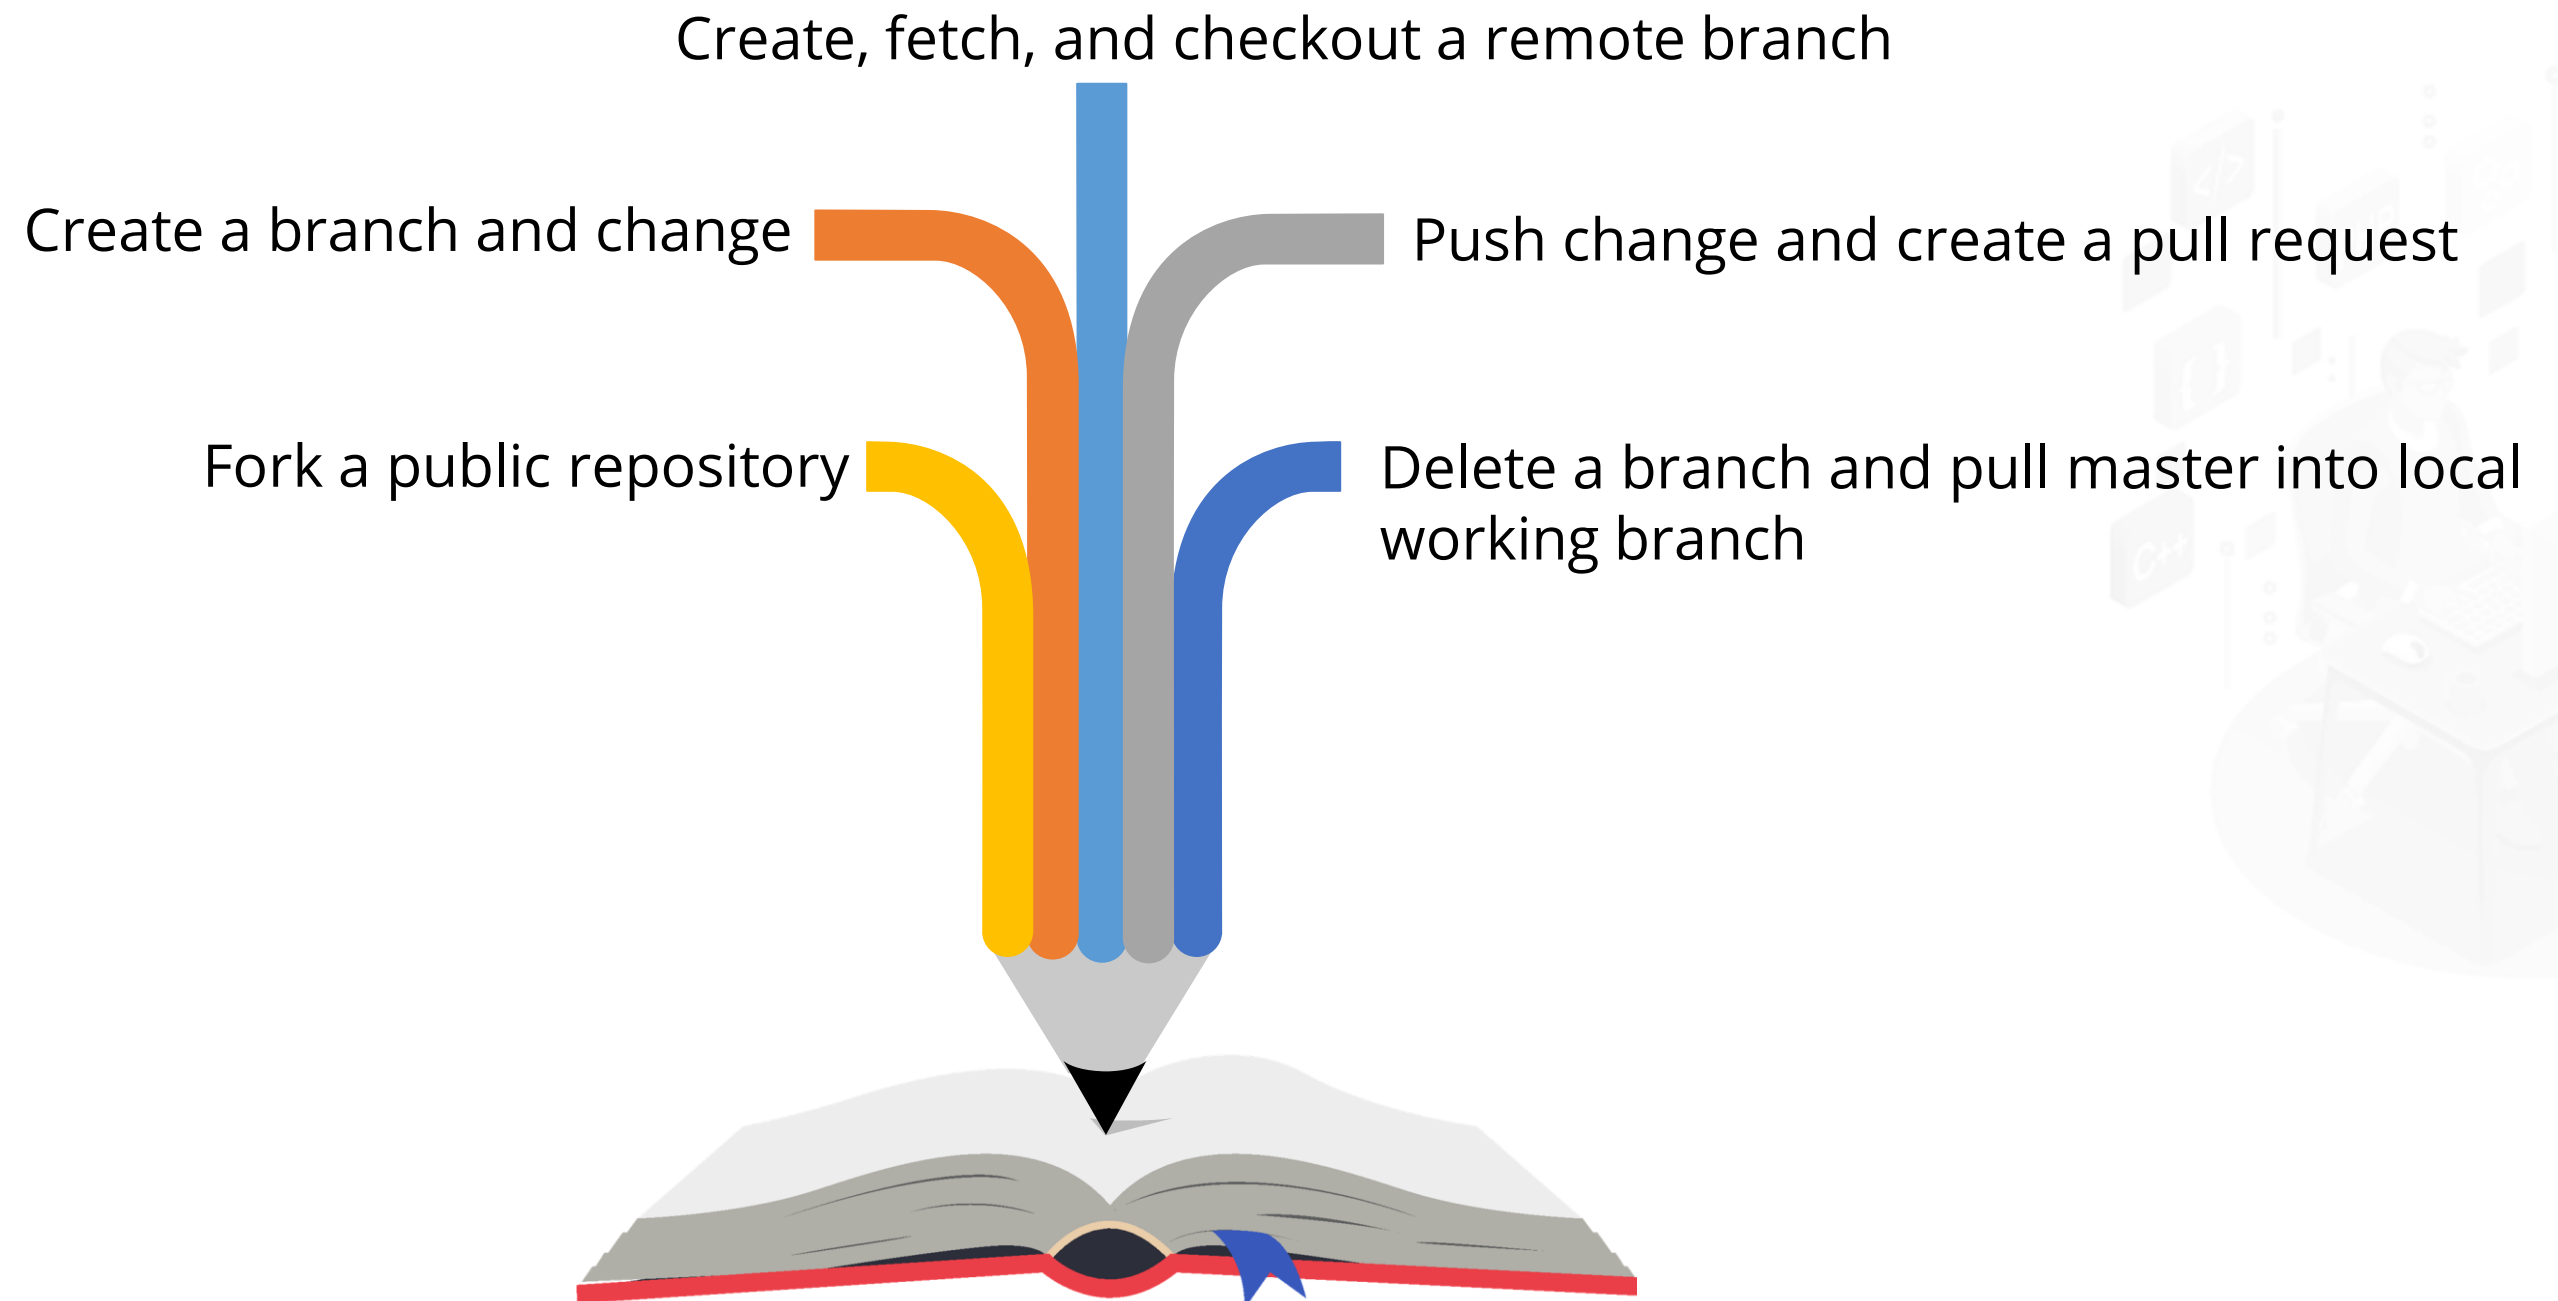 Create, fetch, and checkout a remote branch
Create a branch and change
Push change and create a pull request
Fork a public repository
Delete a branch and pull master into local
working branch
</>
{ }
C++